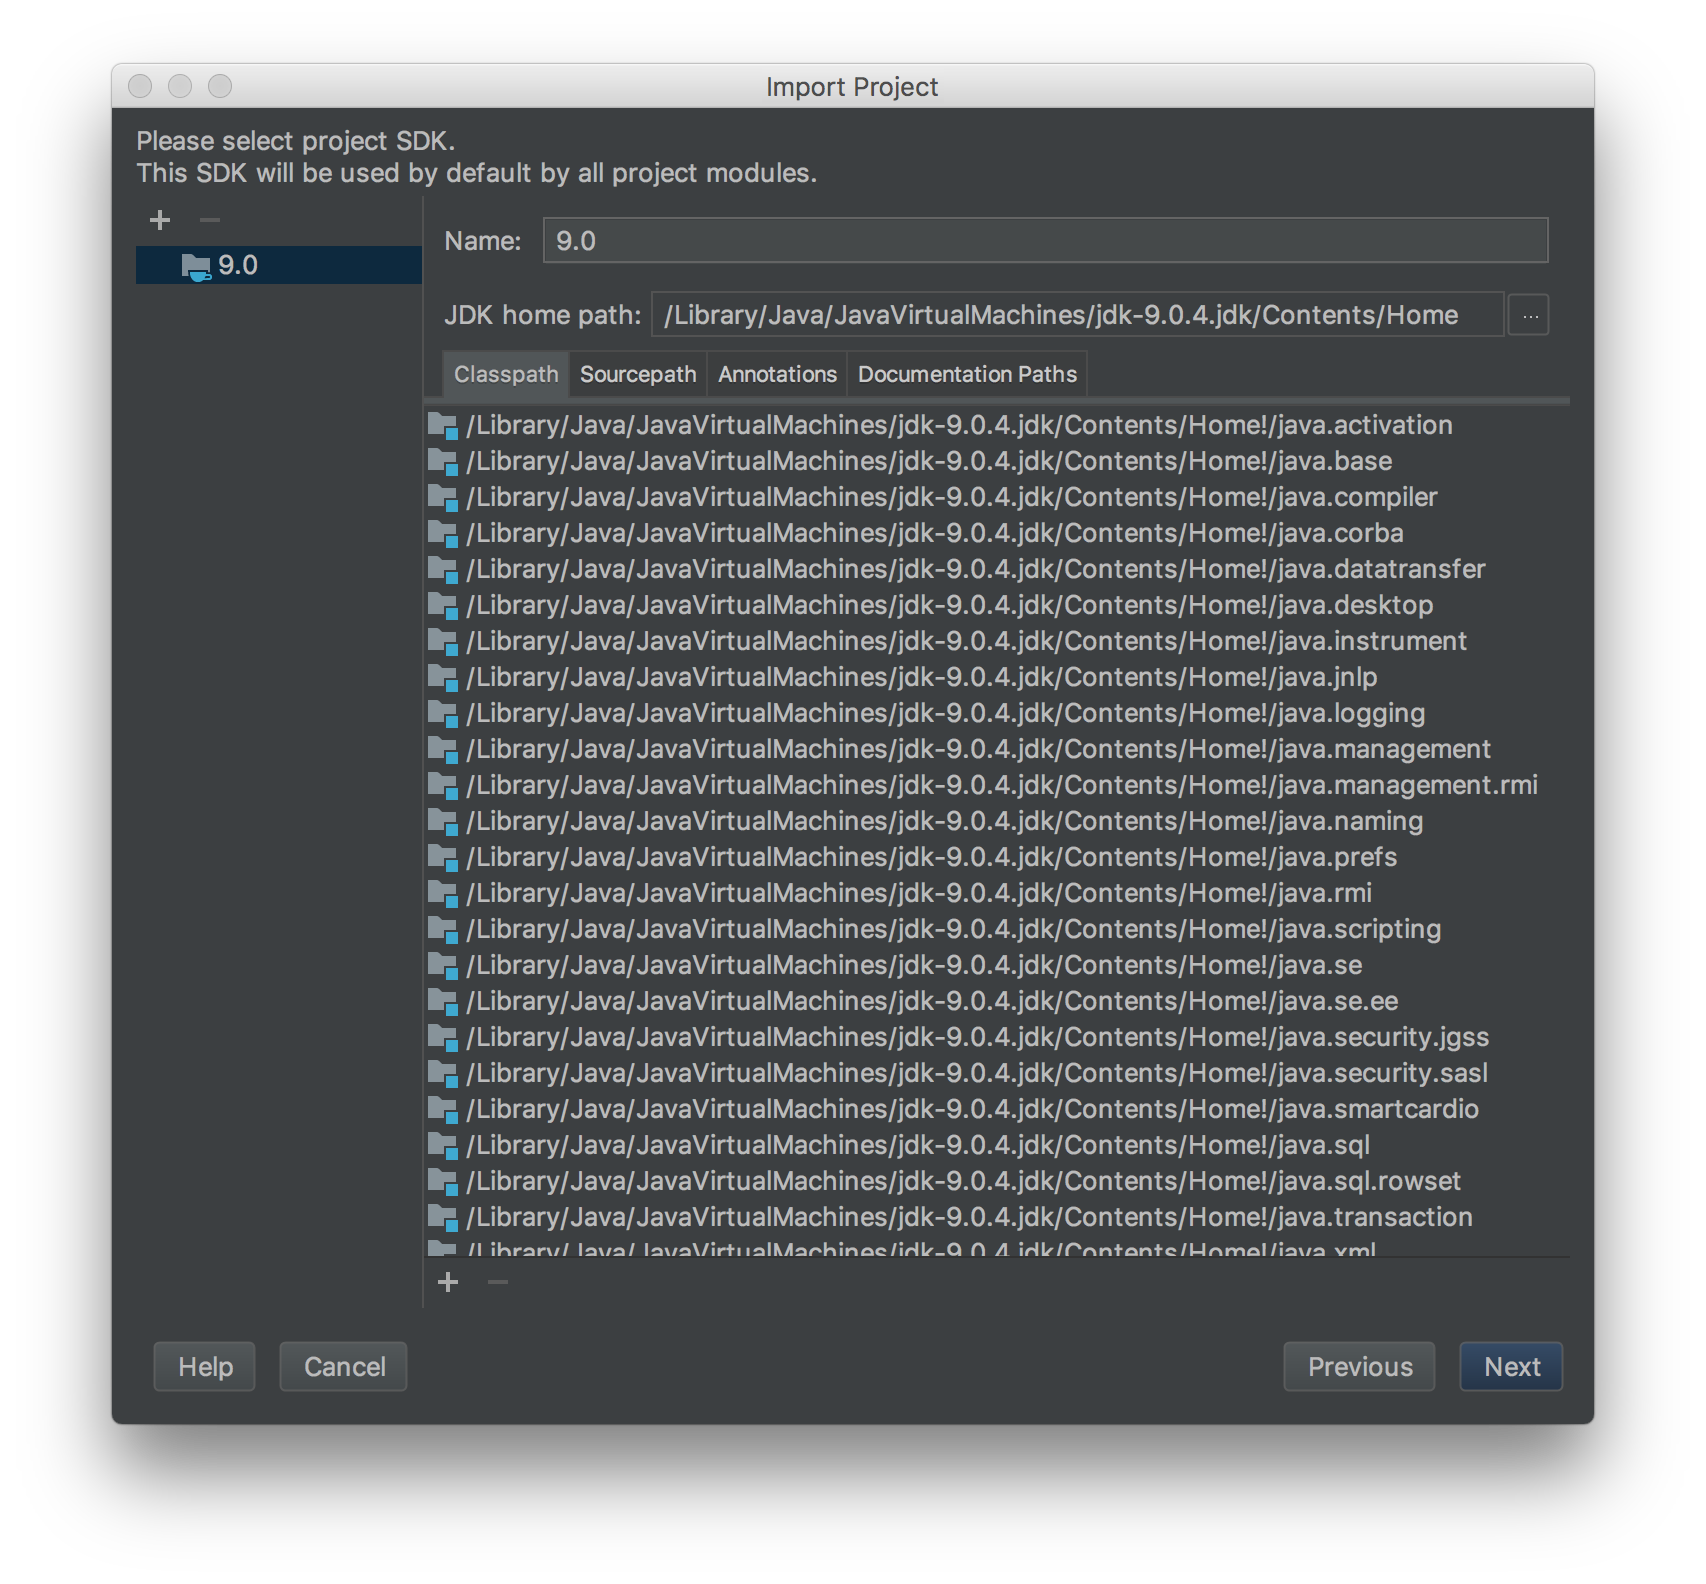 Import Project
Please select project SDK.
This SDK will be used by default by all project modules.
9.0
Name: 9.0
JDK home path: /Library/Java/JavaVirtualMachines/jdk-9.0.4.jdk/Contents/Home ...
Classpath Sourcepath Annotations Documentation Paths
/Library/Java/JavaVirtualMachines/jdk-9.0.4.jdk/Contents/Home!/java.activation
/Library/Java/JavaVirtualMachines/jdk-9.0.4.jdk/Contents/Home!/java.base
/Library/Java/JavaVirtualMachines/jdk-9.0.4.jdk/Contents/Home!/java.compiler
/Library/Java/JavaVirtualMachines/jdk-9.0.4.jdk/Contents/Home!/java.corba
/Library/Java/JavaVirtualMachines/jdk-9.0.4.jdk/Contents/Home!/java.datatransfer
/Library/Java/JavaVirtualMachines/jdk-9.0.4.jdk/Contents/Home!/java.desktop
/Library/Java/JavaVirtualMachines/jdk-9.0.4.jdk/Contents/Home!/java.instrument
/Library/Java/JavaVirtualMachines/jdk-9.0.4.jdk/Contents/Home!/java.jnlp
/Library/Java/JavaVirtualMachines/jdk-9.0.4.jdk/Contents/Home!/java.logging
/Library/Java/JavaVirtualMachines/jdk-9.0.4.jdk/Contents/Home!/java.management
/Library/Java/JavaVirtualMachines/jdk-9.0.4.jdk/Contents/Home!/java.management.rmi
/Library/Java/JavaVirtualMachines/jdk-9.0.4.jdk/Contents/Home!/java.naming
/Library/Java/JavaVirtualMachines/jdk-9.0.4.jdk/Contents/Home!/java.prefs
/Library/Java/JavaVirtualMachines/jdk-9.0.4.jdk/Contents/Home!/java.rmi
/Library/Java/JavaVirtualMachines/jdk-9.0.4.jdk/Contents/Home!/java.scripting
/Library/Java/JavaVirtualMachines/jdk-9.0.4.jdk/Contents/Home!/java.se
/Library/Java/JavaVirtualMachines/jdk-9.0.4.jdk/Contents/Home!/java.se.ee
/Library/Java/JavaVirtualMachines/jdk-9.0.4.jdk/Contents/Home!/java.security.jgss
/Library/Java/JavaVirtualMachines/jdk-9.0.4.jdk/Contents/Home!/java.security.sasl
/Library/Java/JavaVirtualMachines/jdk-9.0.4.jdk/Contents/Home!/java.smartcardio
/Library/Java/JavaVirtualMachines/jdk-9.0.4.jdk/Contents/Home!/java.sql
/Library/Java/JavaVirtualMachines/jdk-9.0.4.jdk/Contents/Home!/java.sql.rowset
/Library/Java/JavaVirtualMachines/jdk-9.0.4.jdk/Contents/Home!/java.transaction
/Library/Java/JavaVirtualMachines/jdk-9.0.4.jdk/Contents/Home!/java.xml
Help Cancel Previous Next